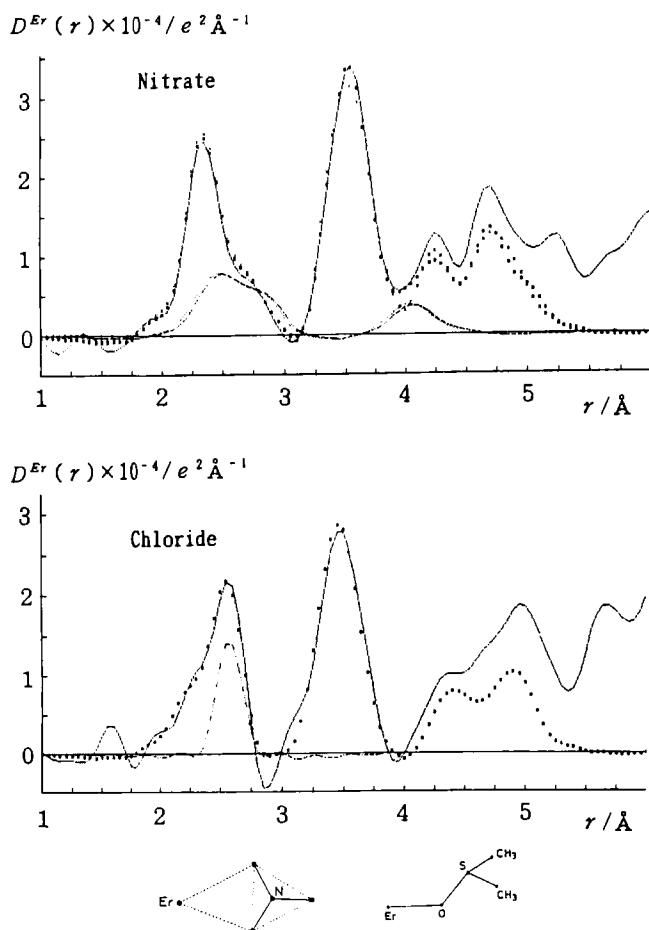 D^Er(r)×10^-4/e^2Å^-1
Nitrate
3
2
1
0
1 2 3 4 5
r/Å
D^Er(r)×10^-4/e^2Å^-1
3
Chloride
2
1
0
1 2 3 4 5
r/Å
Er N
S CH3
CH3
Er O